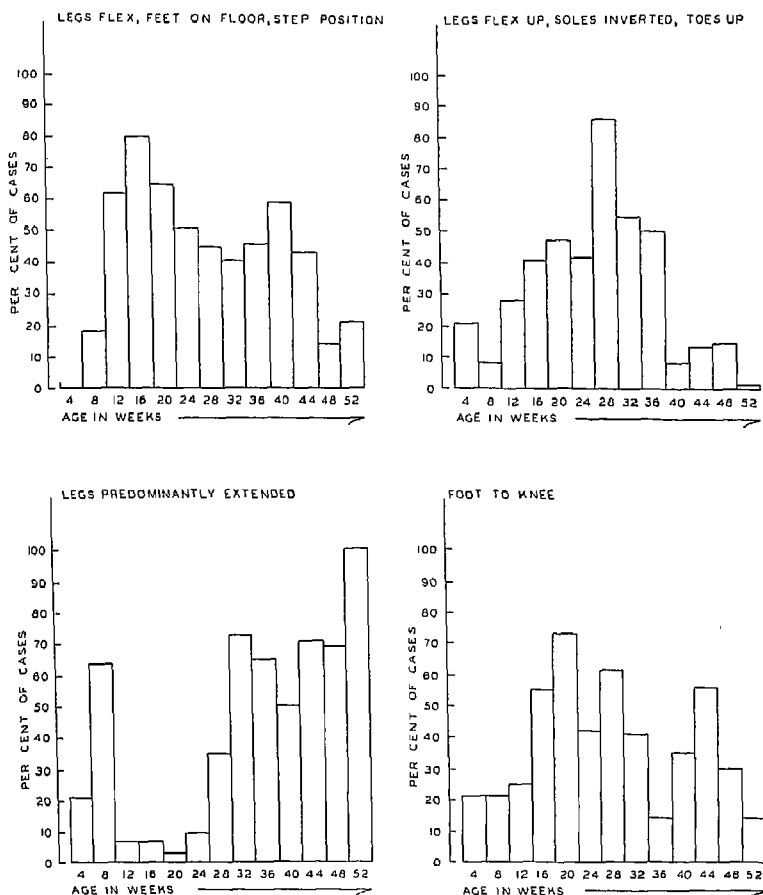 LEGS FLEX, FEET ON FLOOR, STEP POSITION
PER CENT OF CASES
100
90
80
70
60
50
40
30
20
10
0
4 8 12 16 20 24 28 32 36 40 44 48 52
AGE IN WEEKS
LEGS FLEX UP, SOLES INVERTED, TOES UP
PER CENT OF CASES
100
90
80
70
60
50
40
30
20
10
0
4 8 12 16 20 24 28 32 36 40 44 48 52
AGE IN WEEKS
LEGS PREDOMINANTLY EXTENDED
PER CENT OF CASES
100
90
80
70
60
50
40
30
20
10
0
4 8 12 16 20 24 28 32 36 40 44 48 52
AGE IN WEEKS
FOOT TO KNEE
PER CENT OF CASES
100
90
80
70
60
50
40
30
20
10
0
4 8 12 16 20 24 28 32 36 40 44 48 52
AGE IN WEEKS